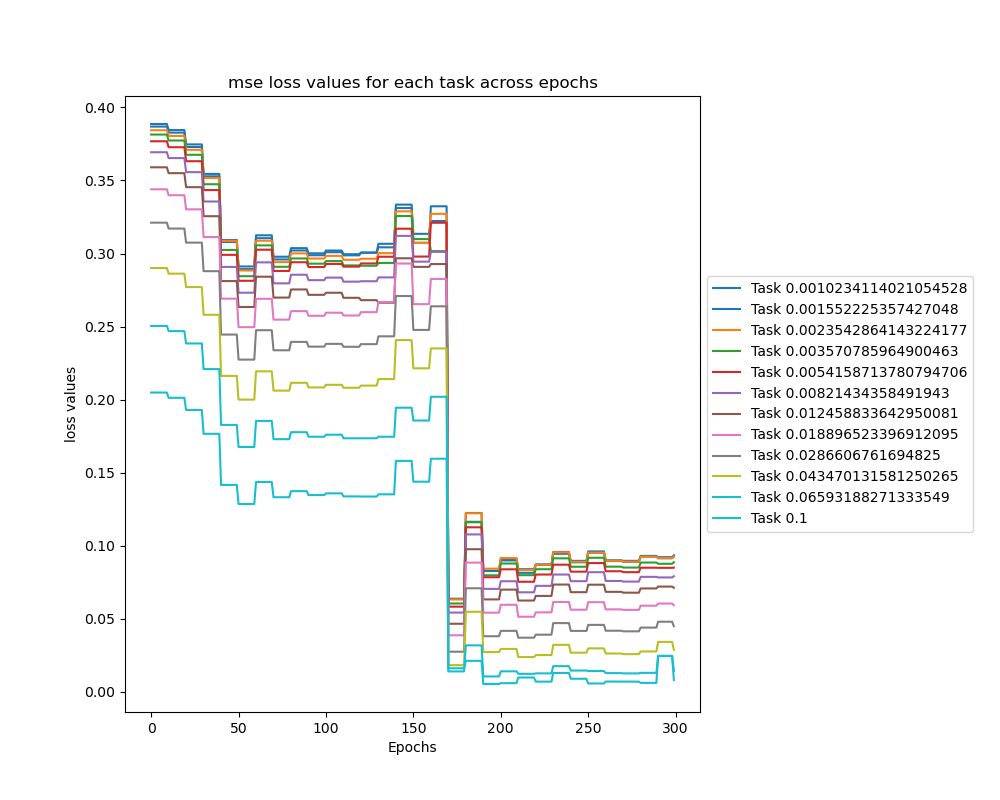 mse loss values for each task across epochs
0.40
0.35
0.30
0.25
0.20
0.15
0.10
0.05
0.00
loss values
0 50 100 150 200 250 300
Epochs
Task 0.0010234114021054528
Task 0.001552225357427048
Task 0.0023542864143224177
Task 0.003570785964900463
Task 0.0054158713780794706
Task 0.00821434358491943
Task 0.012458833642950081
Task 0.018896523396912095
Task 0.0286606761694825
Task 0.043470131581250265
Task 0.06593188271333549
Task 0.1